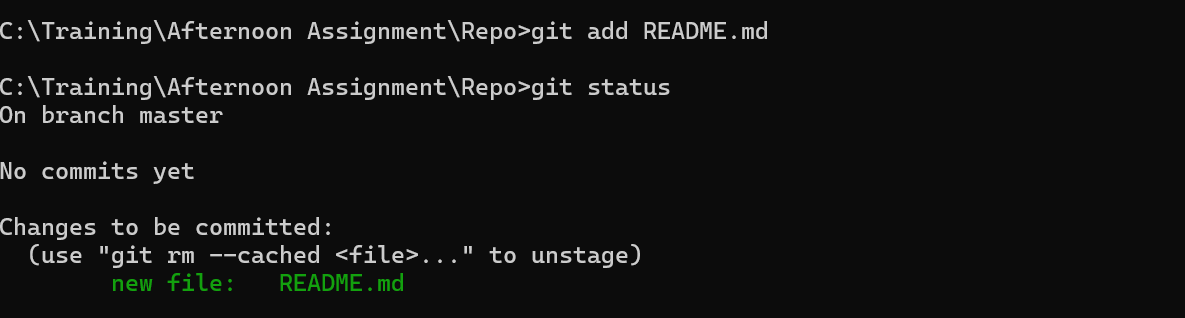 C:\Training\Afternoon Assignment\Repo>git add README.md
C:\Training\Afternoon Assignment\Repo>git status
On branch master
No commits yet
Changes to be committed:
  (use "git rm --cached <file>..." to unstage)
        new file:   README.md